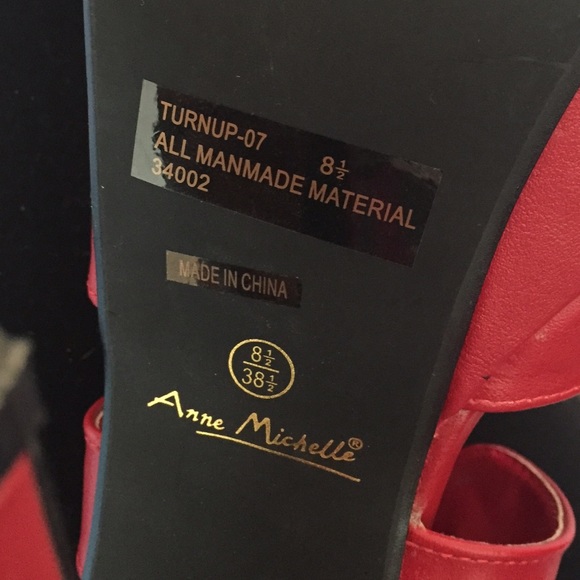 TURNUP-07 8½
ALL MANMADE MATERIAL
34002
MADE IN CHINA
8½
38½
Anne Michelle®